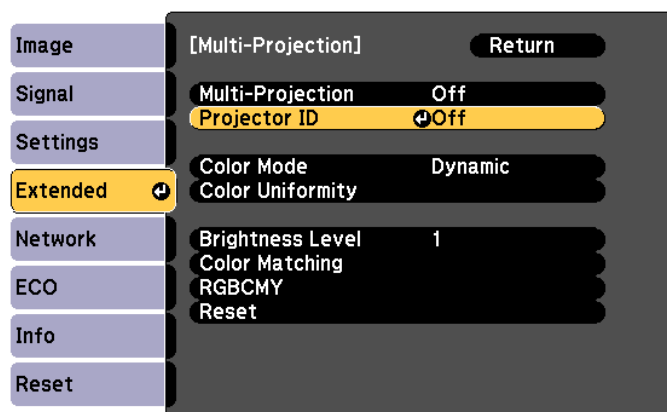 Image
Signal
Settings
Extended
Network
ECO
Info
Reset
[Multi-Projection] Return
Multi-Projection Off
Projector ID Off
Color Mode Dynamic
Color Uniformity
Brightness Level 1
Color Matching
RGBCMY
Reset